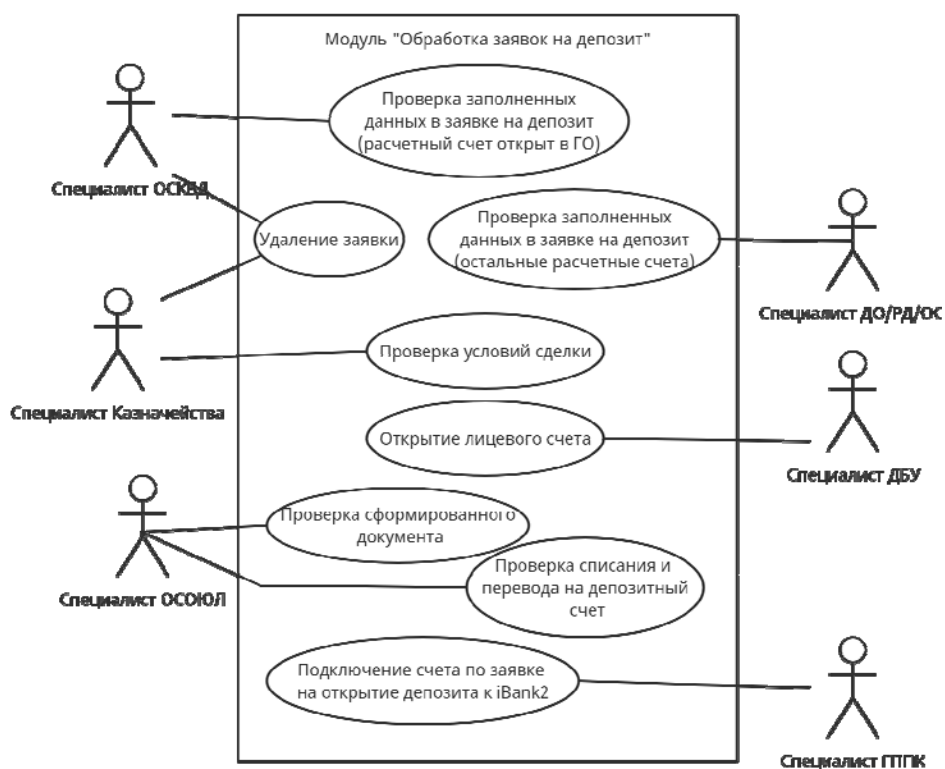 Модуль "Обработка заявок на депозит"
Проверка заполненных
данных в заявке на депозит
(расчетный счет открыт в ГО)
Специалист ОСКВД
Удаление заявки
Проверка заполненных
данных в заявке на депозит
(остальные расчетные счета)
Специалист ДО/РД/ОС
Специалист Казначейства
Проверка условий сделки
Открытие лицевого счета
Специалист ДБУ
Проверка сформированного
документа
Специалист ОСОЮЛ
Проверка списания и
перевода на депозитный
счет
Подключение счета по заявке
на открытие депозита к iBank2
Специалист ГППК